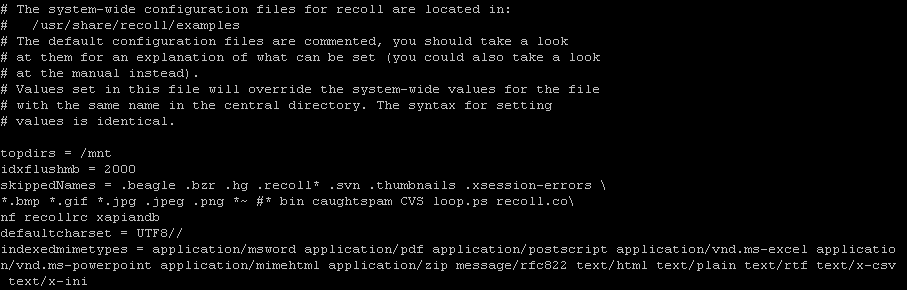 # The system-wide configuration files for recoll are located in:
#   /usr/share/recoll/examples
# The default configuration files are commented, you should take a look
# at them for an explanation of what can be set (you could also take a look
# at the manual instead).
# Values set in this file will override the system-wide values for the file
# with the same name in the central directory. The syntax for setting
# values is identical.

topdirs = /mnt
idxflushmb = 2000
skippedNames = .beagle .bzr .hg .recoll* .svn .thumbnails .xsession-errors \
*.bmp *.gif *.jpg .jpeg .png *~ #* bin caughtspam CVS loop.ps recoll.co\
nf recollrc xapiandb
defaultcharset = UTF8//
indexedmimetypes = application/msword application/pdf application/postscript application/vnd.ms-excel applicatio
n/vnd.ms-powerpoint application/mimehtml application/zip message/rfc822 text/html text/plain text/rtf text/x-csv
 text/x-ini